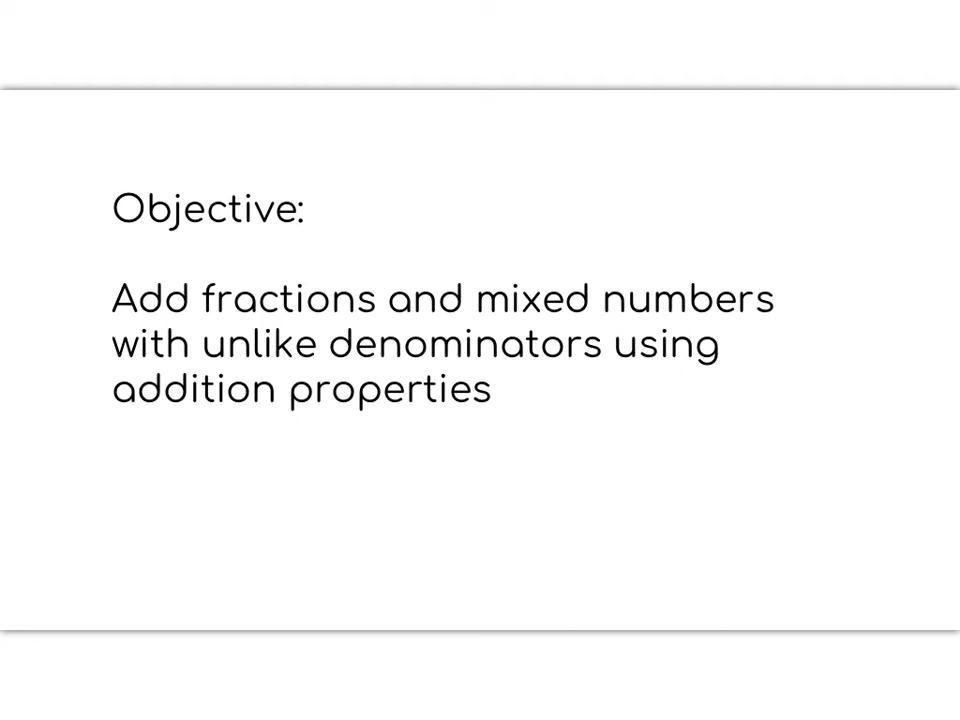 Objective:
Add fractions and mixed numbers
with unlike denominators using
addition properties